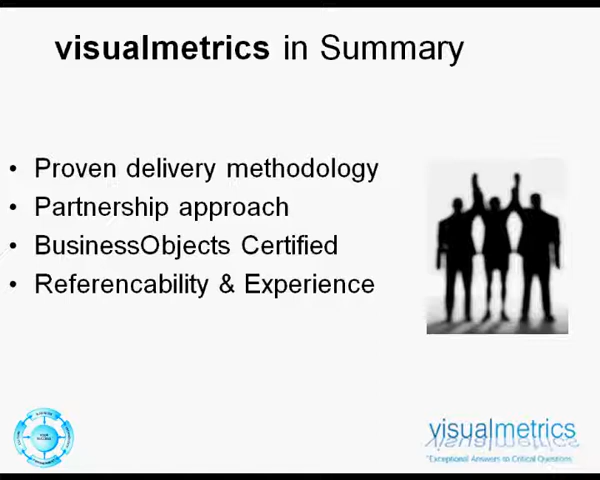 visualmetrics in Summary
• Proven delivery methodology
• Partnership approach
• BusinessObjects Certified
• Referencability & Experience
visualmetrics
"Exceptional Answers to Critical Questions"